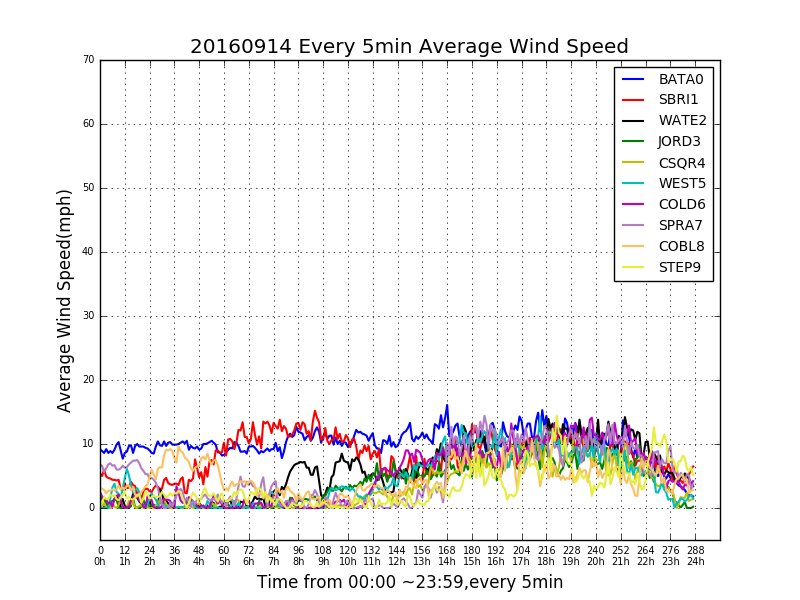 20160914 Every 5min Average Wind Speed
70
60
50
40
30
20
10
0
Average Wind Speed(mph)
BATA0
SBRI1
WATE2
JORD3
CSQR4
WEST5
COLD6
SPRA7
COBL8
STEP9
0 12 24 36 48 60 72 84 96 108 120 132 144 156 168 180 192 204 216 228 240 252 264 276 288
0h 1h 2h 3h 4h 5h 6h 7h 8h 9h 10h 11h 12h 13h 14h 15h 16h 17h 18h 19h 20h 21h 22h 23h 24h
Time from 00:00 ~23:59,every 5min